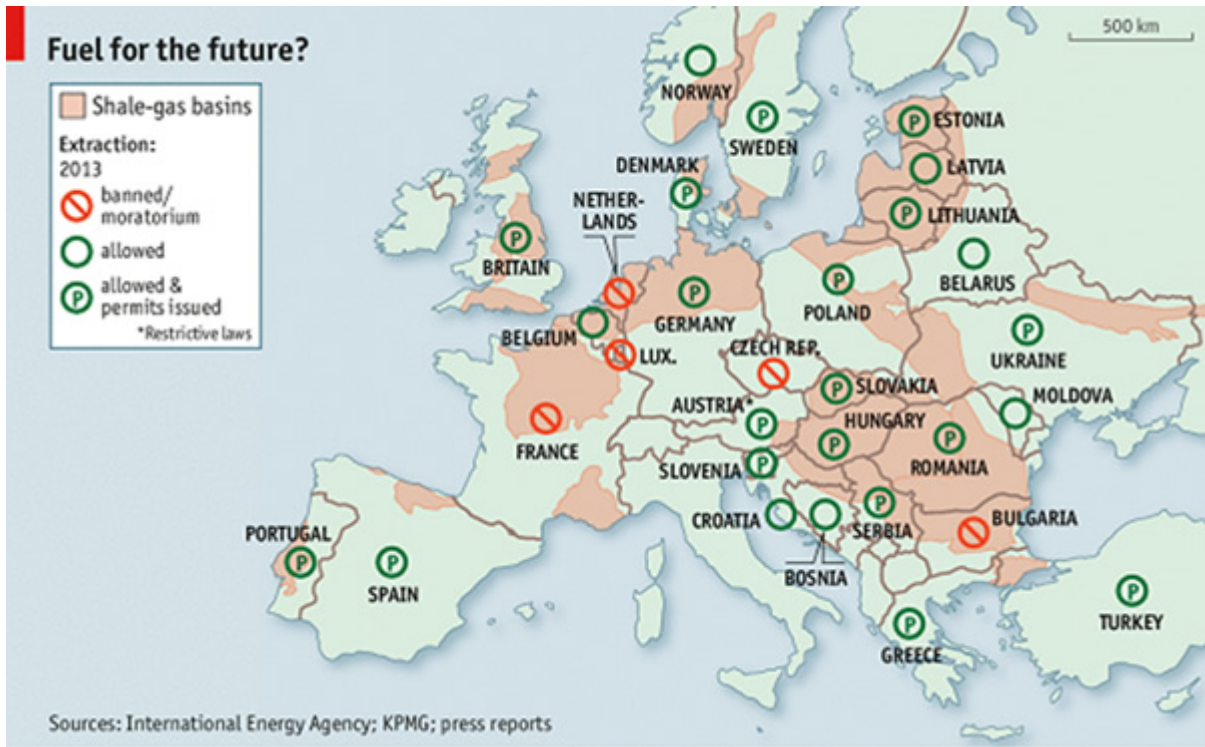 Fuel for the future?
500 km
Shale-gas basins
Extraction:
2013
banned/
moratorium
allowed
P allowed &
permits issued
*Restrictive laws
NORWAY
P
SWEDEN
P
ESTONIA
LATVIA
P
LITHUANIA
BELARUS
DENMARK
P
NETHER-
LANDS
P
BRITAIN
BELGIUM
P
GERMANY
P
POLAND
LUX.
CZECH REP.
P
UKRAINE
P
SLOVAKIA
MOLDOVA
AUSTRIA*
P
HUNGARY
P
P
ROMANIA
FRANCE
SLOVENIA
P
CROATIA
BOSNIA
P
SERBIA
BULGARIA
PORTUGAL
P
P
SPAIN
P
GREECE
P
TURKEY
Sources: International Energy Agency; KPMG; press reports